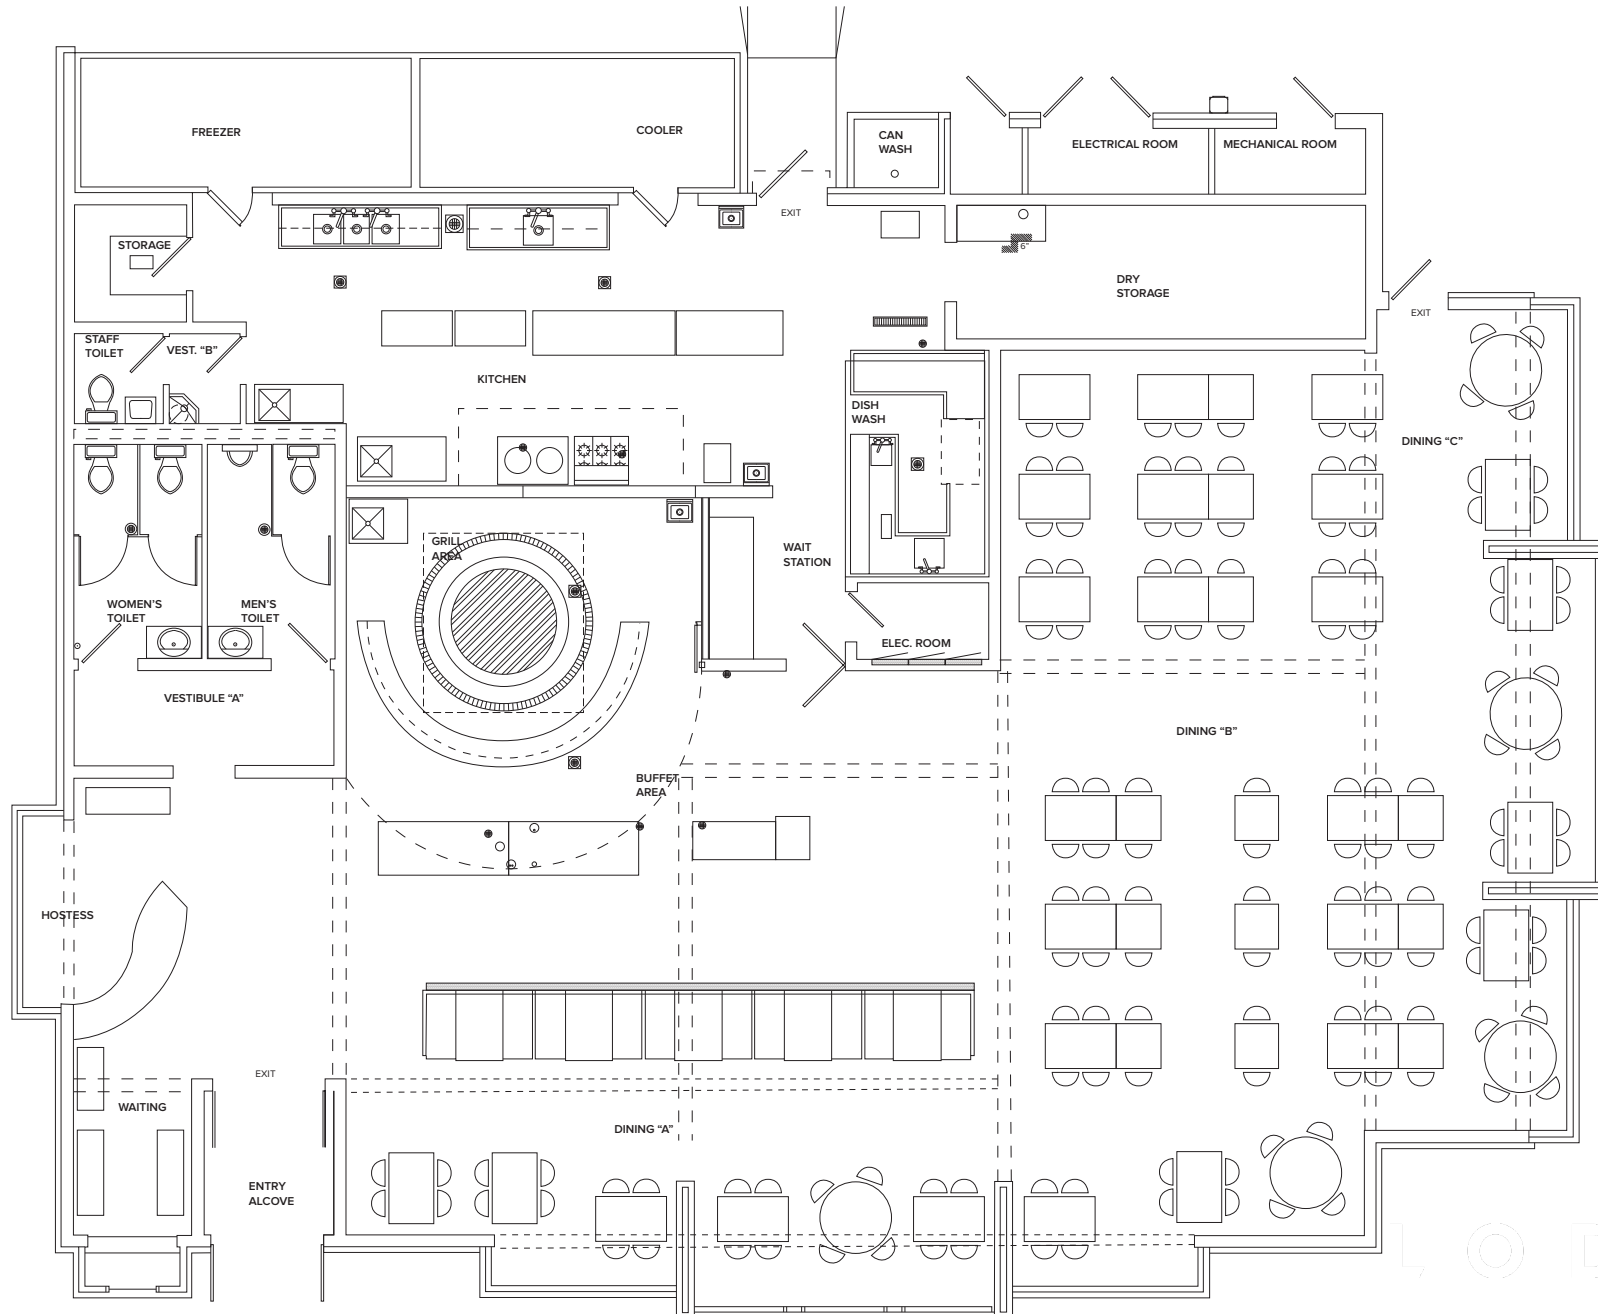 FREEZER
COOLER
CAN
WASH
ELECTRICAL ROOM
MECHANICAL ROOM
EXIT
STORAGE
6"
DRY
STORAGE
EXIT
STAFF
TOILET
VEST. “B”
KITCHEN
DISH
WASH
DINING “C”
GRILL
AREA
WAIT
STATION
WOMEN’S
TOILET
MEN’S
TOILET
ELEC. ROOM
VESTIBULE “A”
DINING “B”
BUFFET
AREA
HOSTESS
EXIT
WAITING
DINING “A”
ENTRY
ALCOVE